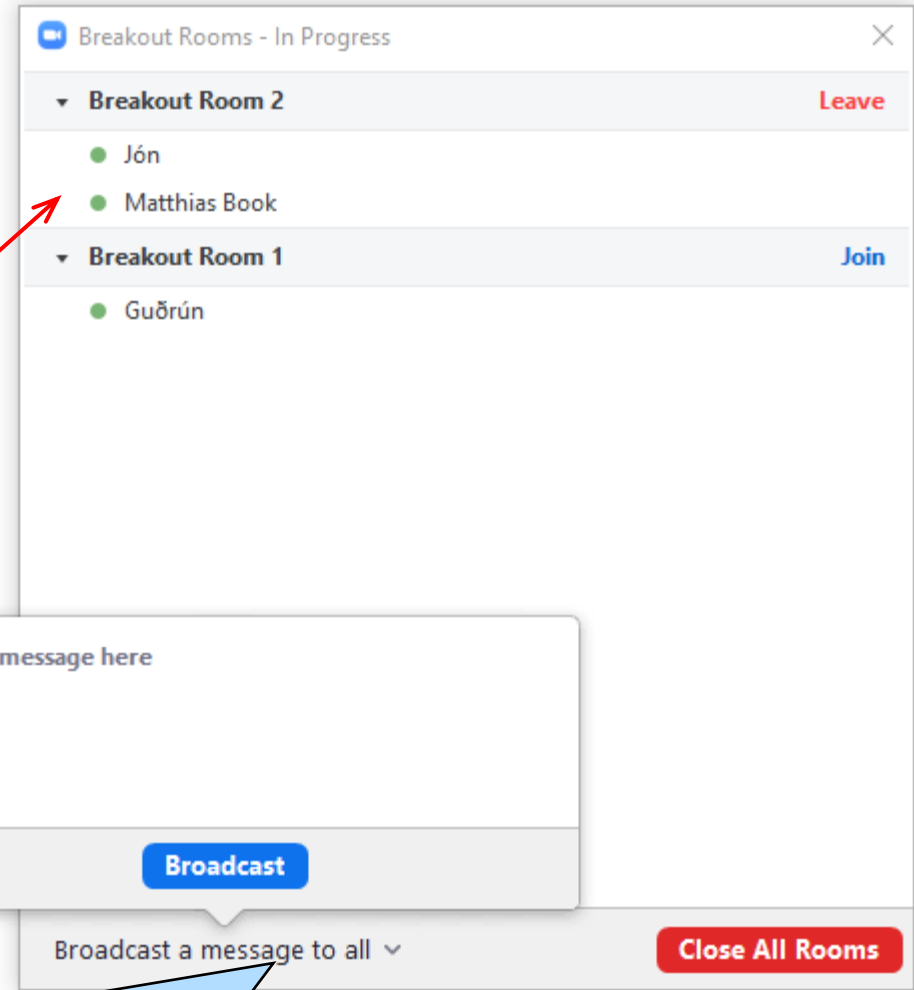 Breakout Rooms - In Progress
Breakout Room 2 Leave
Jón
Matthias Book
Breakout Room 1 Join
Guðrún
message here
Broadcast
Broadcast a message to all
Close All Rooms